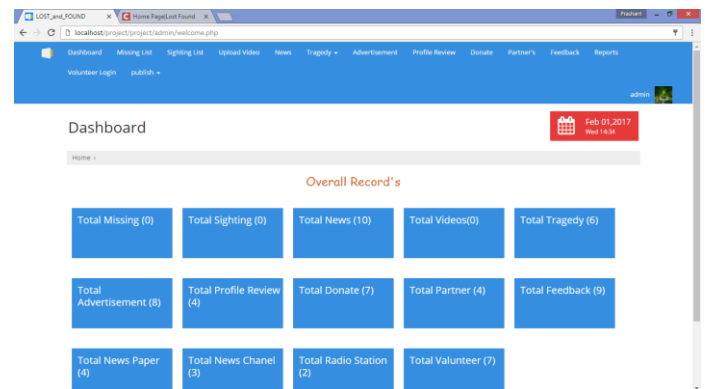 LOST_and_FOUND
Home Page|Lost Found
Prashant
localhost/project/project/admin/welcome.php
Dashboard Missing List Sighting List Upload Video News Tragedy Advertisement Profile Review Donate Partner's Feedback Reports
Volunteer Login publish
admin
Dashboard
Feb 01,2017
Wed 14:34
Home ›
Overall Record's
Total Missing (0)
Total Sighting (0)
Total News (10)
Total Videos(0)
Total Tragedy (6)
Total
Advertisement (8)
Total Profile Review
(4)
Total Donate (7)
Total Partner (4)
Total Feedback (9)
Total News Paper
(4)
Total News Chanel
(3)
Total Radio Station
(2)
Total Valunteer (7)